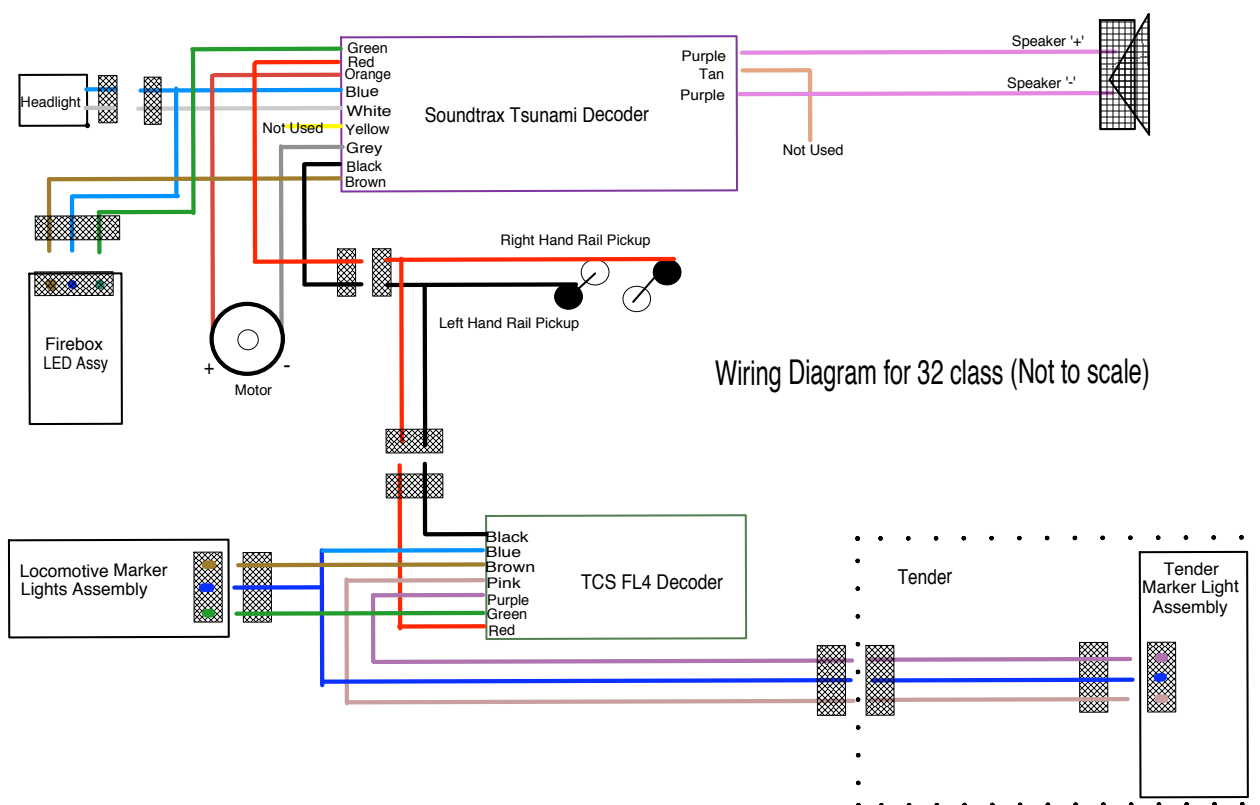 Green
Red
Orange
Blue
White
Yellow
Grey
Black
Brown
Headlight
Not Used
Soundtrax Tsunami Decoder
Purple
Tan
Purple
Speaker '+'
Speaker '-'
Not Used
Right Hand Rail Pickup
Left Hand Rail Pickup
Firebox
LED Assy
+
-
Motor
Wiring Diagram for 32 class (Not to scale)
Locomotive Marker
Lights Assembly
Black
Blue
Brown
Pink
Purple
Green
Red
TCS FL4 Decoder
Tender
Tender
Marker Light
Assembly